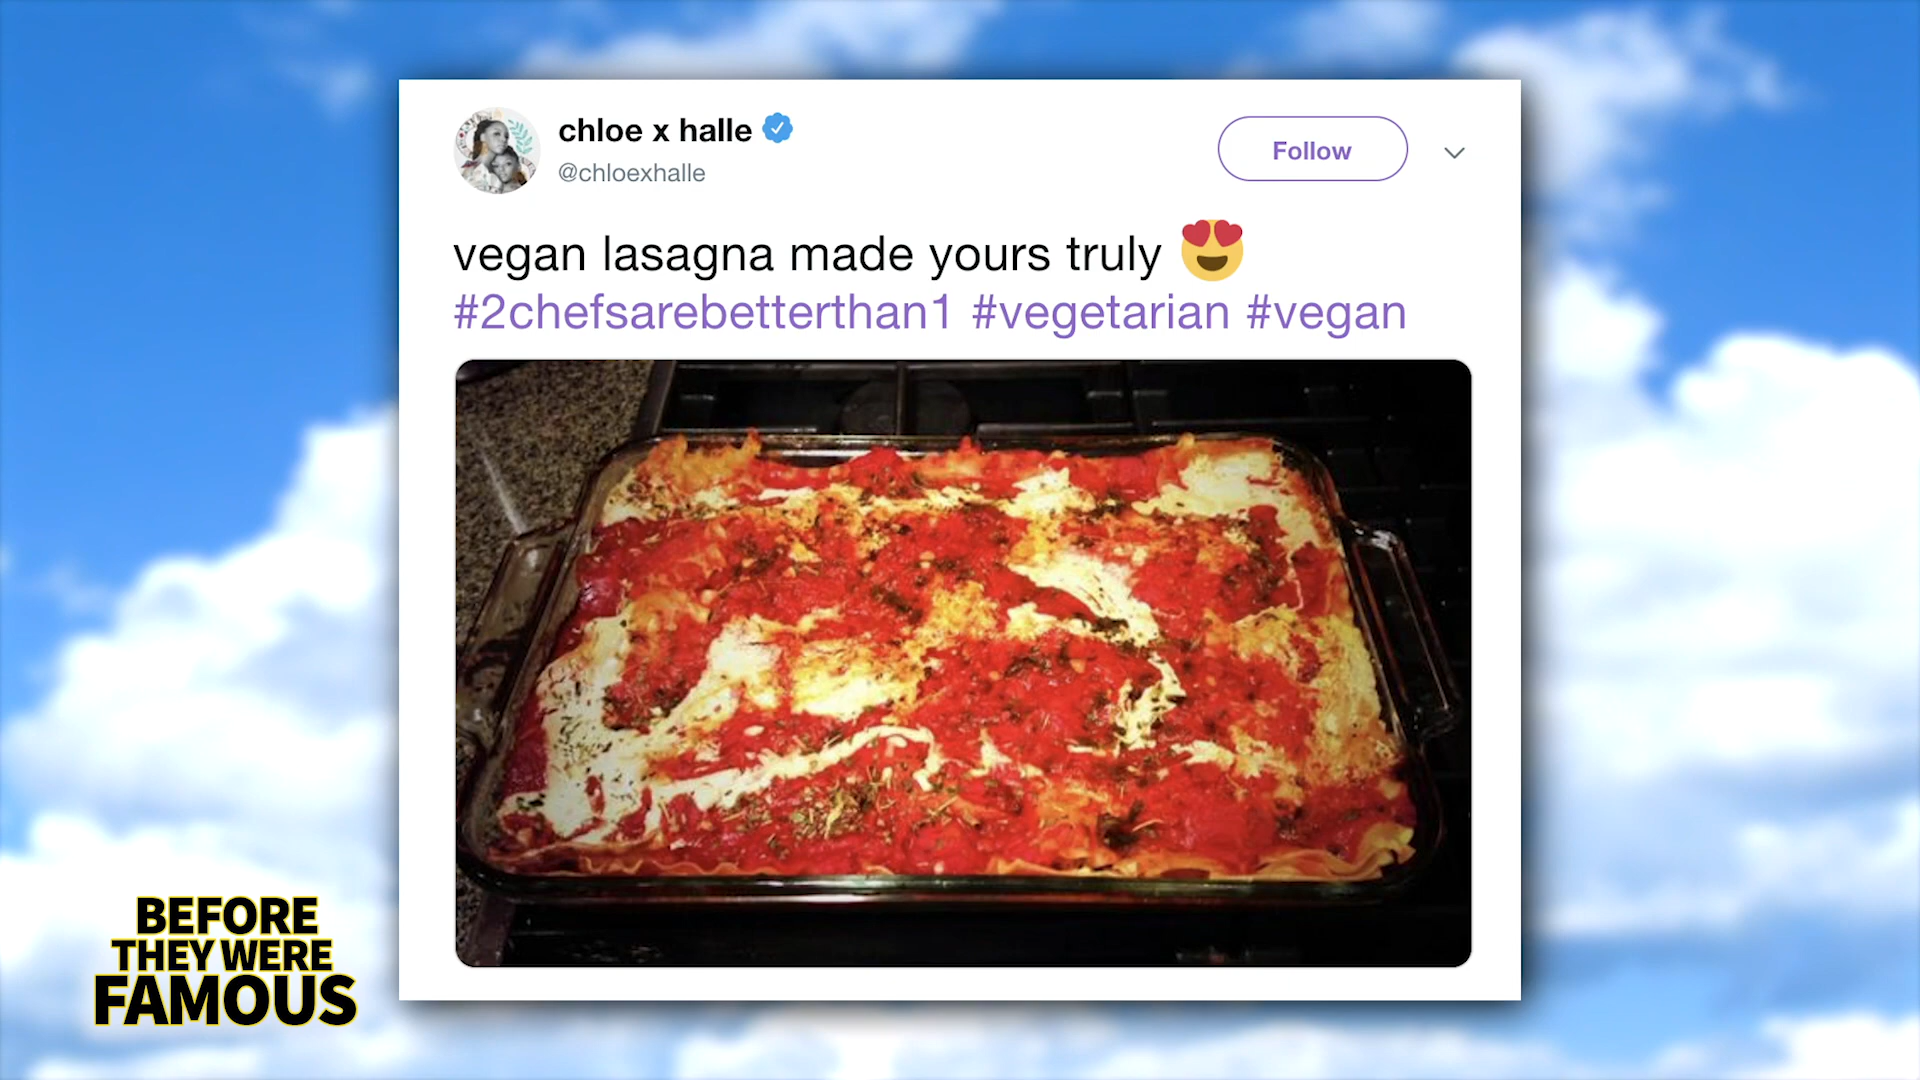 chloe x halle
@chloexhalle
Follow
vegan lasagna made yours truly 😍
#2chefsarebetterthan1 #vegetarian #vegan
BEFORE
THEY WERE
FAMOUS